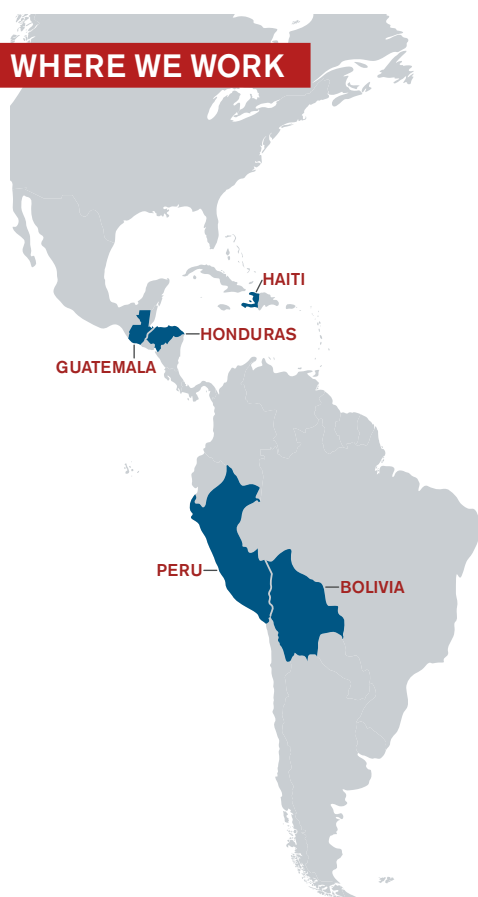 WHERE WE WORK
HAITI
HONDURAS
GUATEMALA
PERU
BOLIVIA